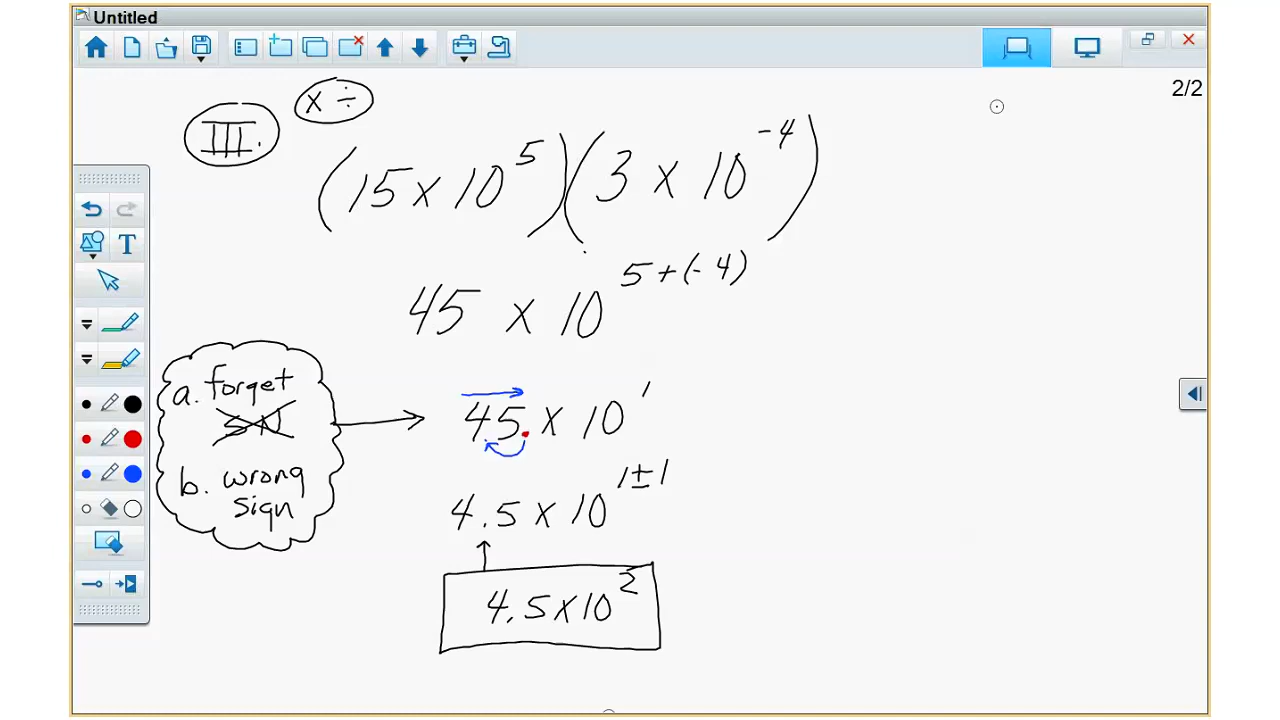 Untitled
2/2
III.
x ÷
(15 x 10^5)(3 x 10^-4)
45 x 10^5+(-4)
a. forget
SN
b. wrong
sign
45. x 10^1
4.5 x 10^1±1
4.5 x 10^2
T